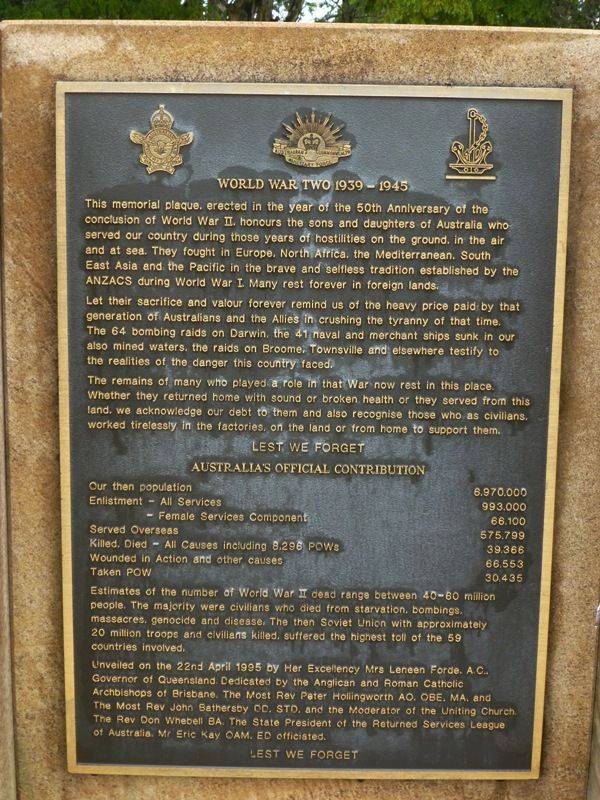 WORLD WAR TWO 1939 - 1945
This memorial plaque, erected in the year of the 50th Anniversary of the
conclusion of World War II, honours the sons and daughters of Australia who
served our country during those years of hostilities on the ground, in the air
and at sea. They fought in Europe, North Africa, the Mediterranean, South
East Asia and the Pacific in the brave and selfless tradition established by the
ANZACS during World War I. Many rest forever in foreign lands.
Let their sacrifice and valour forever remind us of the heavy price paid by that
generation of Australians and the Allies in crushing the tyranny of that time.
The 64 bombing raids on Darwin, the 41 naval and merchant ships sunk in our
also mined waters, the raids on Broome, Townsville and elsewhere testify to
the realities of the danger this country faced.
The remains of many who played a role in that War now rest in this place.
Whether they returned home with sound or broken health or they served from this
land, we acknowledge our debt to them and also recognise those who as civilians,
worked tirelessly in the factories, on the land or from home to support them.
LEST WE FORGET
AUSTRALIA'S OFFICIAL CONTRIBUTION
Our then population 6,970,000
Enlistment - All Services 993,000
- Female Services Component 66,100
Served Overseas 575,799
Killed, Died - All Causes including 8,296 POWs 39,366
Wounded in Action and other causes 66,553
Taken POW 30,435
Estimates of the number of World War II dead range between 40-60 million
people. The majority were civilians who died from starvation, bombings,
massacres, genocide and disease. The then Soviet Union with approximately
20 million troops and civilians killed, suffered the highest toll of the 59
countries involved.
Unveiled on the 22nd April 1995 by Her Excellency Mrs Leneen Forde, A.C.,
Governor of Queensland. Dedicated by the Anglican and Roman Catholic
Archbishops of Brisbane, The Most Rev Peter Hollingworth AO, OBE, MA, and
The Most Rev John Bathersby DD, STD, and the Moderator of the Uniting Church,
The Rev Don Whebell BA. The State President of the Returned Services League
of Australia, Mr Eric Kay OAM, ED officiated.
LEST WE FORGET